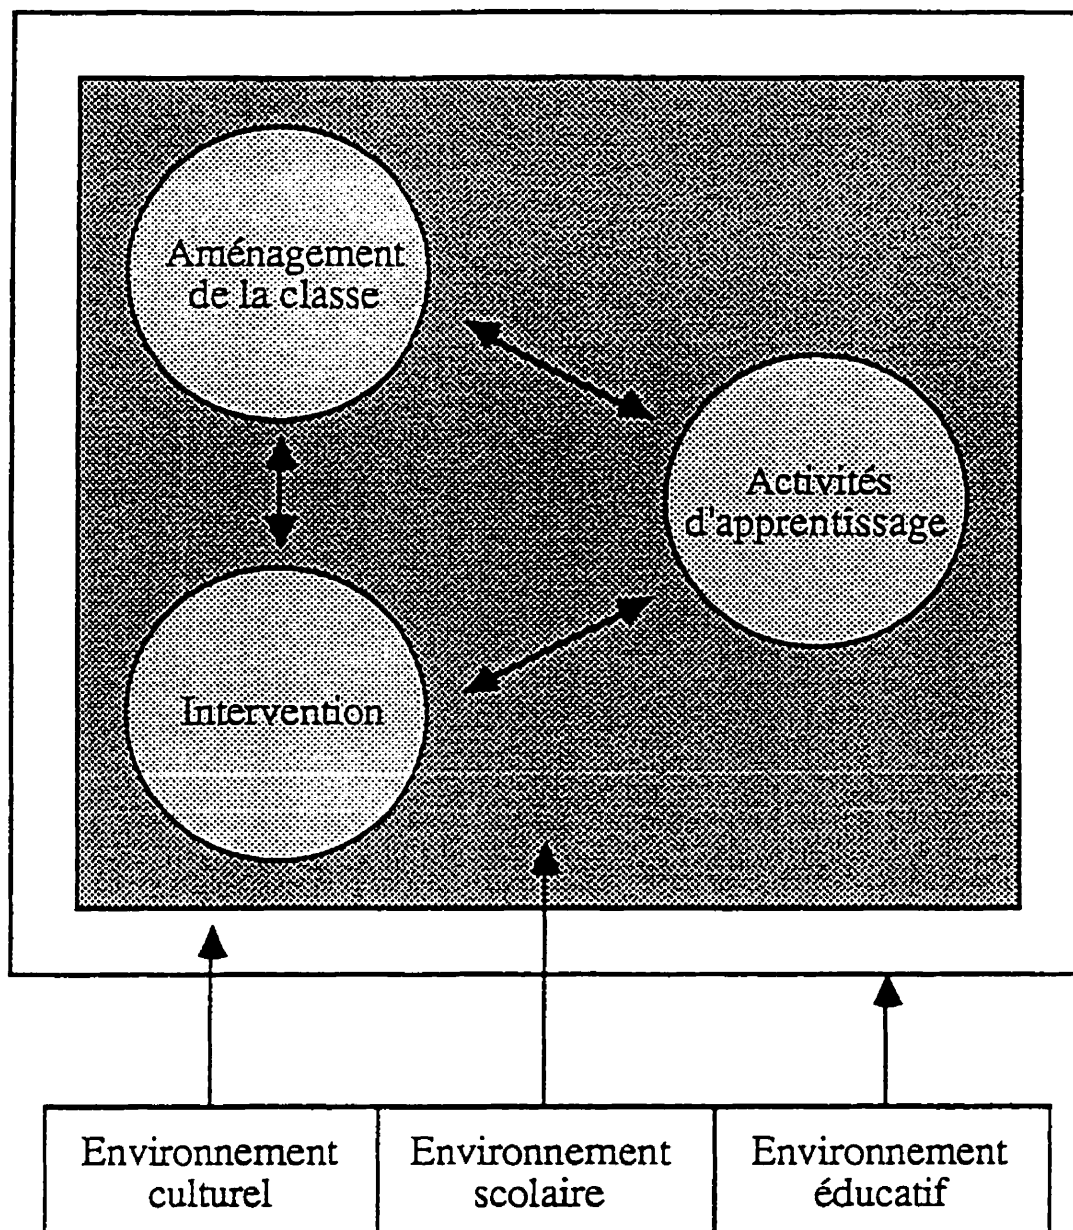 Aménagement
de la classe
Activités
d'apprentissage
Intervention
Environnement
culturel
Environnement
scolaire
Environnement
éducatif